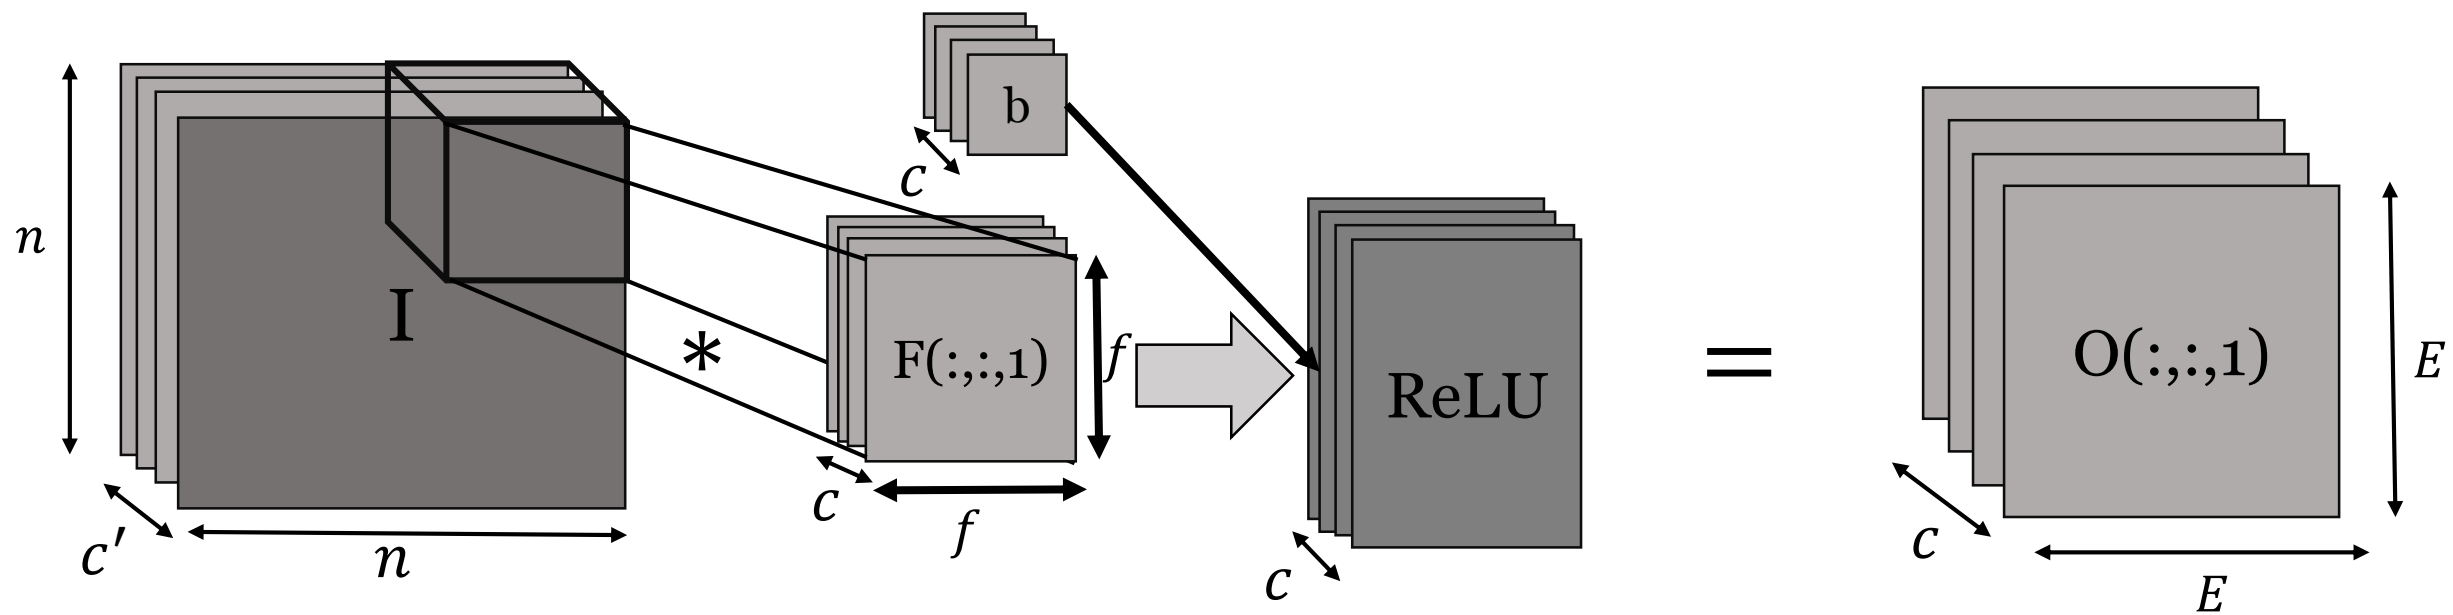 n
I
c'
n
*
b
c
F(:,:,1)
f
c
f
ReLU
c
=
O(:,:,1)
E
c
E